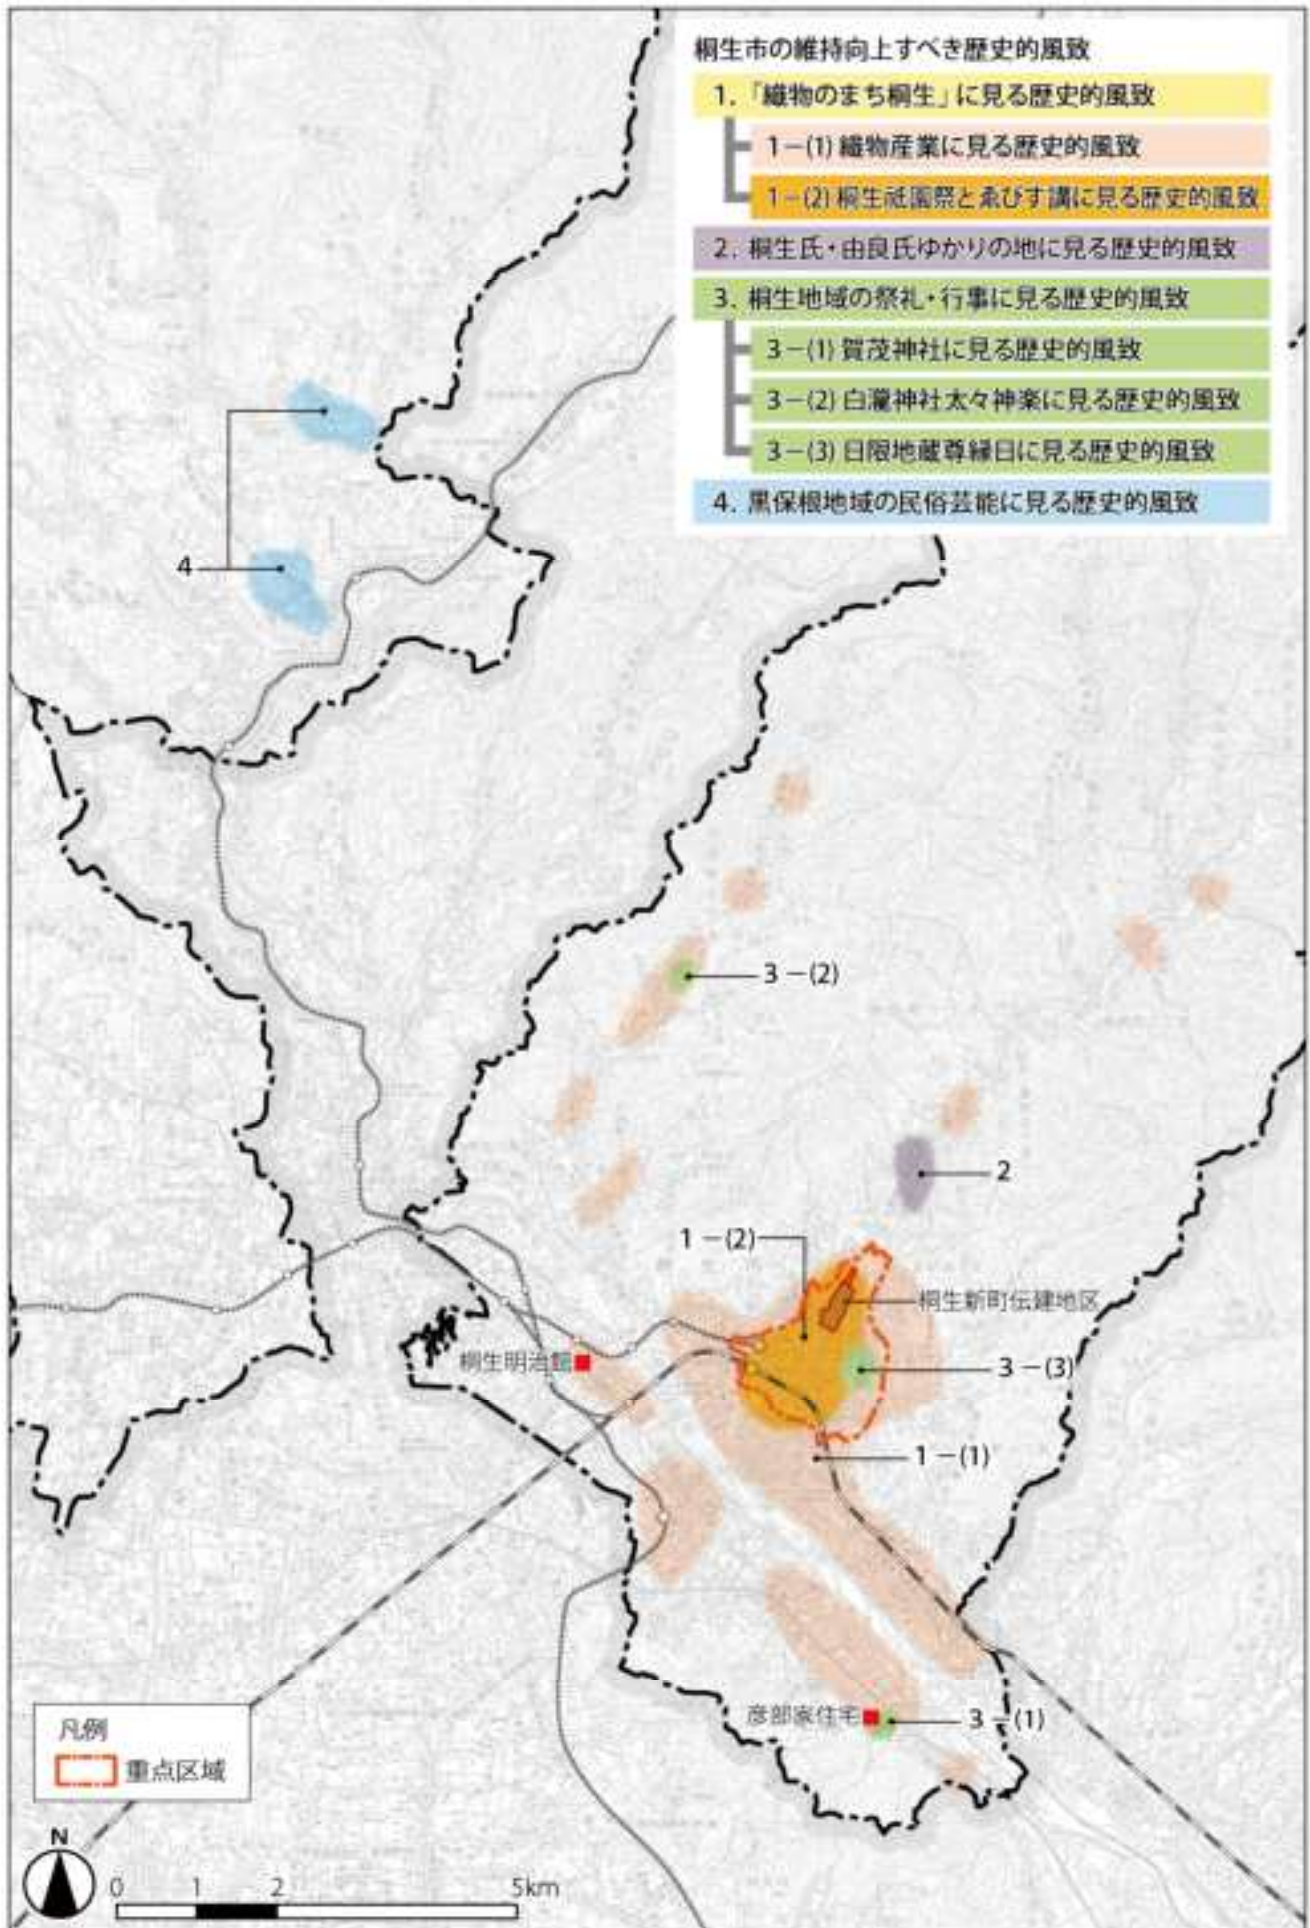 桐生市の維持向上すべき歴史的風致
1. 「織物のまち桐生」に見る歴史的風致
1－(1) 織物産業に見る歴史的風致
1－(2) 桐生祇園祭とゑびす講に見る歴史的風致
2. 桐生氏・由良氏ゆかりの地に見る歴史的風致
3. 桐生地域の祭礼・行事に見る歴史的風致
3－(1) 賀茂神社に見る歴史的風致
3－(2) 白瀧神社太々神楽に見る歴史的風致
3－(3) 日限地蔵尊縁日に見る歴史的風致
4. 黒保根地域の民俗芸能に見る歴史的風致
4
3－(2)
2
1－(2)
桐生新町伝建地区
桐生明治館
3－(3)
1－(1)
彦部家住宅
3－(1)
凡例
重点区域
N
0 1 2 5km